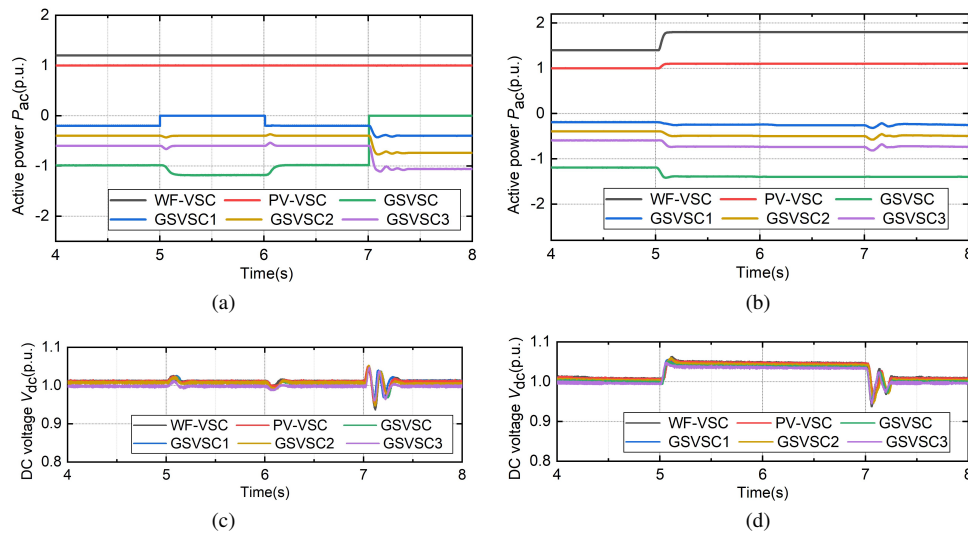 Active power Pac(p.u.)
2
1
0
-1
-2
WF-VSC PV-VSC GSVSC
GSVSC1 GSVSC2 GSVSC3
4 5 6 7 8
Time(s)
(a)
Active power Pac(p.u.)
2
1
0
-1
-2
WF-VSC PV-VSC GSVSC
GSVSC1 GSVSC2 GSVSC3
4 5 6 7 8
Time(s)
(b)
DC voltage Vdc(p.u.)
1.1
1.0
0.9
0.8
WF-VSC PV-VSC GSVSC
GSVSC1 GSVSC2 GSVSC3
4 5 6 7 8
Time(s)
(c)
DC voltage Vdc(p.u.)
1.1
1.0
0.9
0.8
WF-VSC PV-VSC GSVSC
GSVSC1 GSVSC2 GSVSC3
4 5 6 7 8
Time(s)
(d)